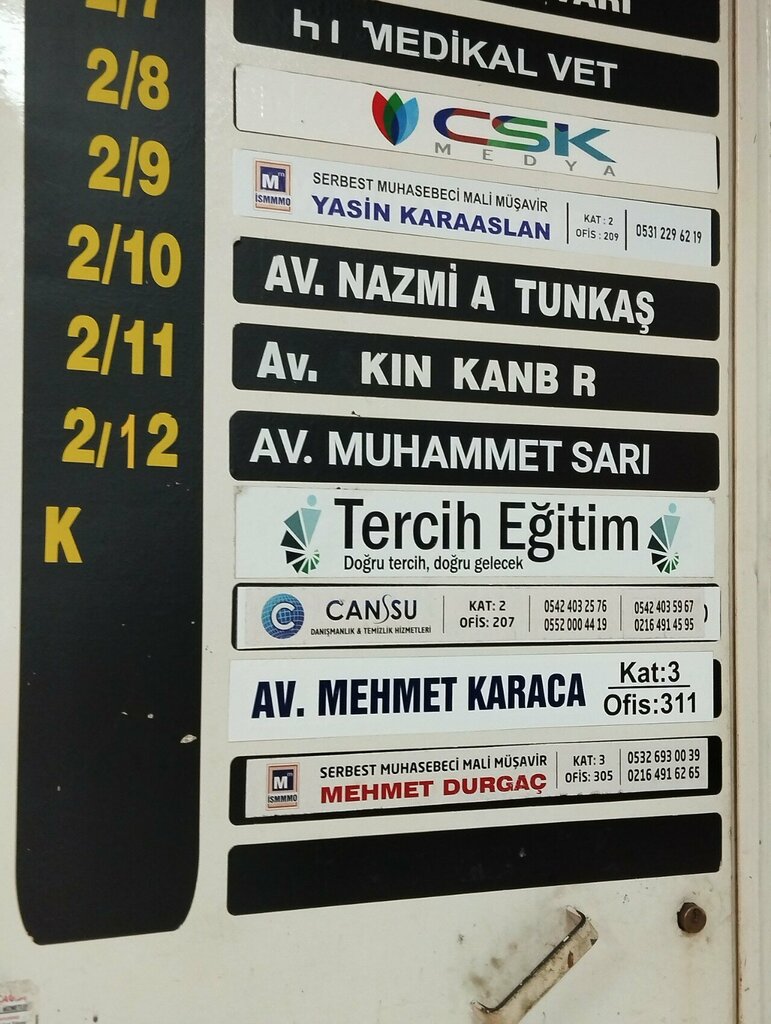 2/7
2/8
MEDİKAL VET
CSK
MEDYA
2/9
M
İSMMMO
SERBEST MUHASEBECİ MALİ MÜŞAVİR
YASİN KARAASLAN
KAT : 2
OFİS : 209
0531 229 62 19
2/10
AV. NAZMİ A TUNKAŞ
2/11
Av. KIN KANB R
2/12
AV. MUHAMMET SARI
K
Tercih Eğitim
Doğru tercih, doğru gelecek
C
CANSSU
DANIŞMANLIK & TEMİZLİK HİZMETLERİ
KAT: 2
OFİS: 207
0542 403 25 76
0552 000 44 19
0542 403 59 67
0216 491 45 95
AV. MEHMET KARACA
Kat:3
Ofis:311
M
İSMMMO
SERBEST MUHASEBECİ MALİ MÜŞAVİR
MEHMET DURGAÇ
KAT: 3
OFİS: 305
0532 693 00 39
0216 491 62 65